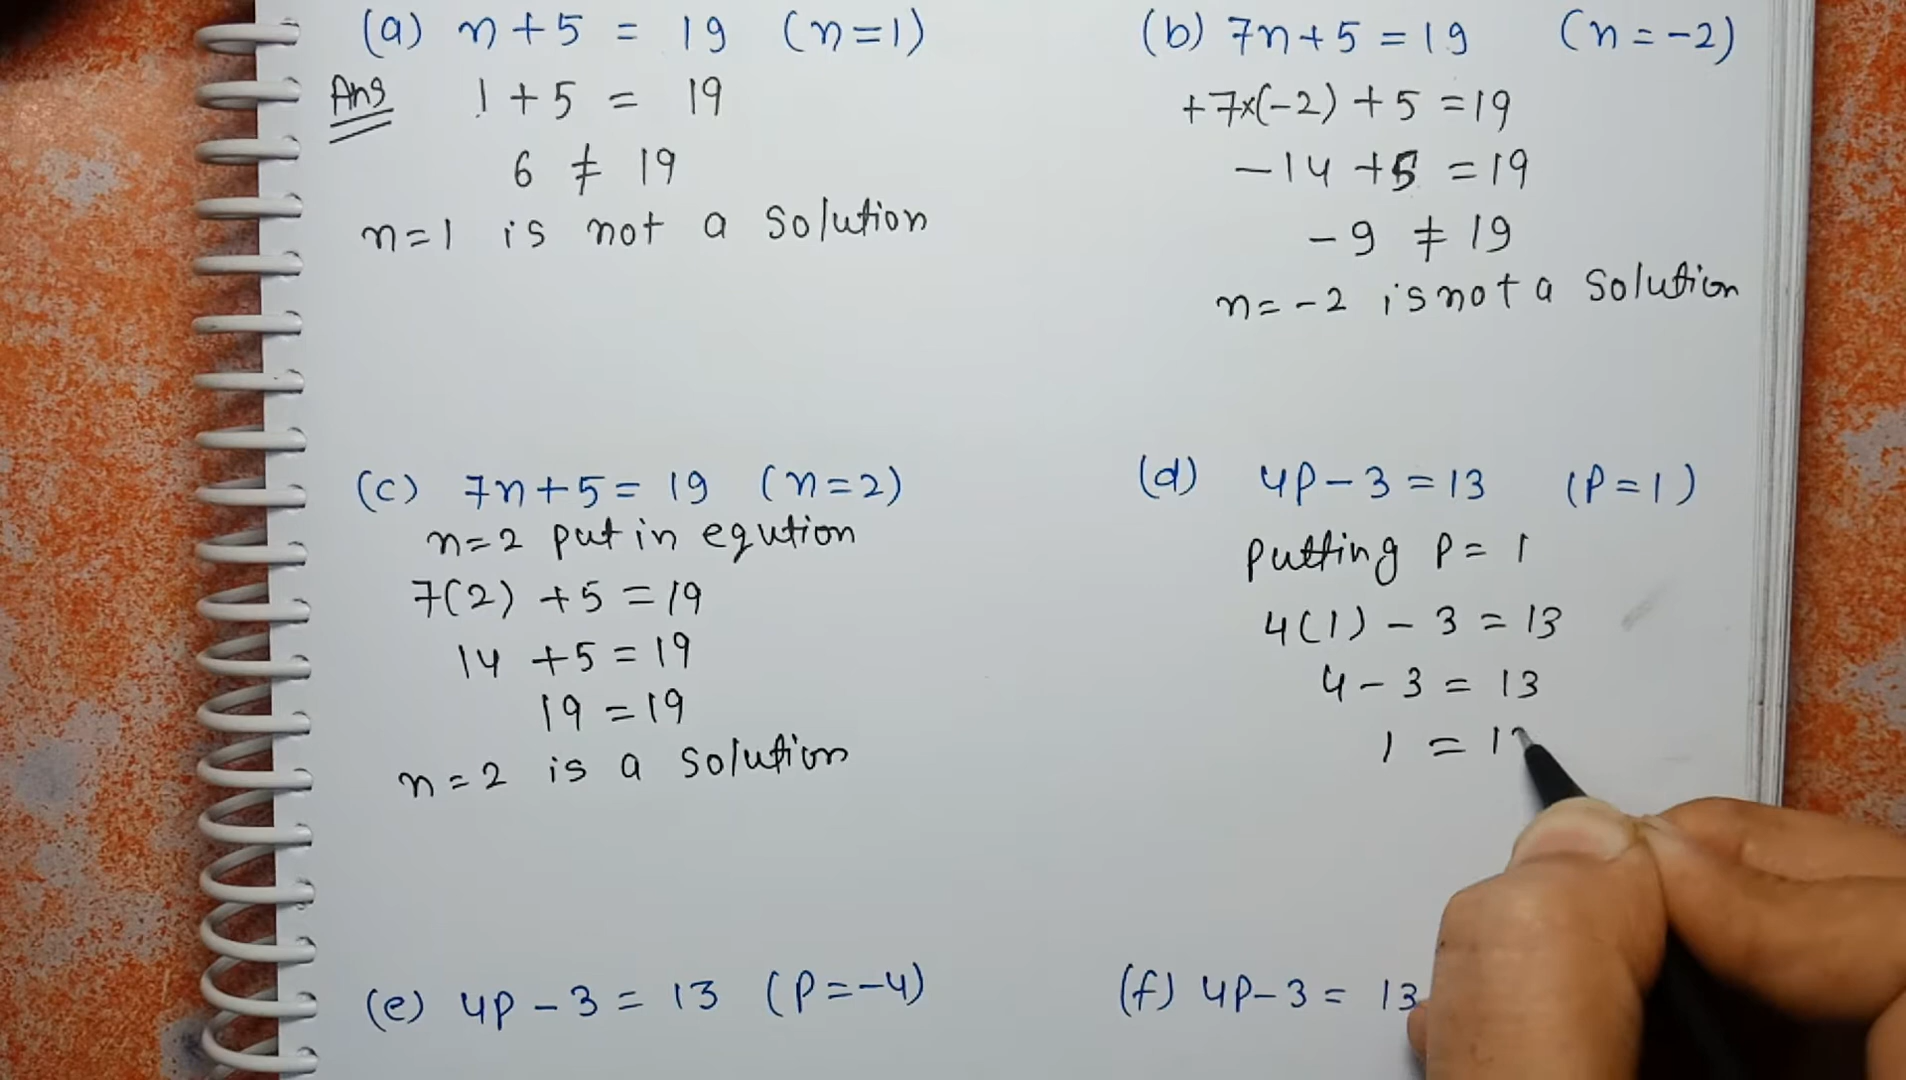 (a) n+5 = 19 (n=1)
Ans 1+5 = 19
6 ≠ 19
n=1 is not a solution
(b) 7n+5=19 (n=-2)
+7×(-2)+5=19
-14+5=19
-9 ≠ 19
n=-2 is not a solution
(c) 7n+5=19 (n=2)
n=2 put in eqution
7(2)+5=19
14+5=19
19=19
n=2 is a solution
(d) 4p-3=13 (p=1)
putting p=1
4(1)-3=13
4-3=13
1 = 1
(e) 4p-3=13 (p=-4)
(f) 4p-3=13